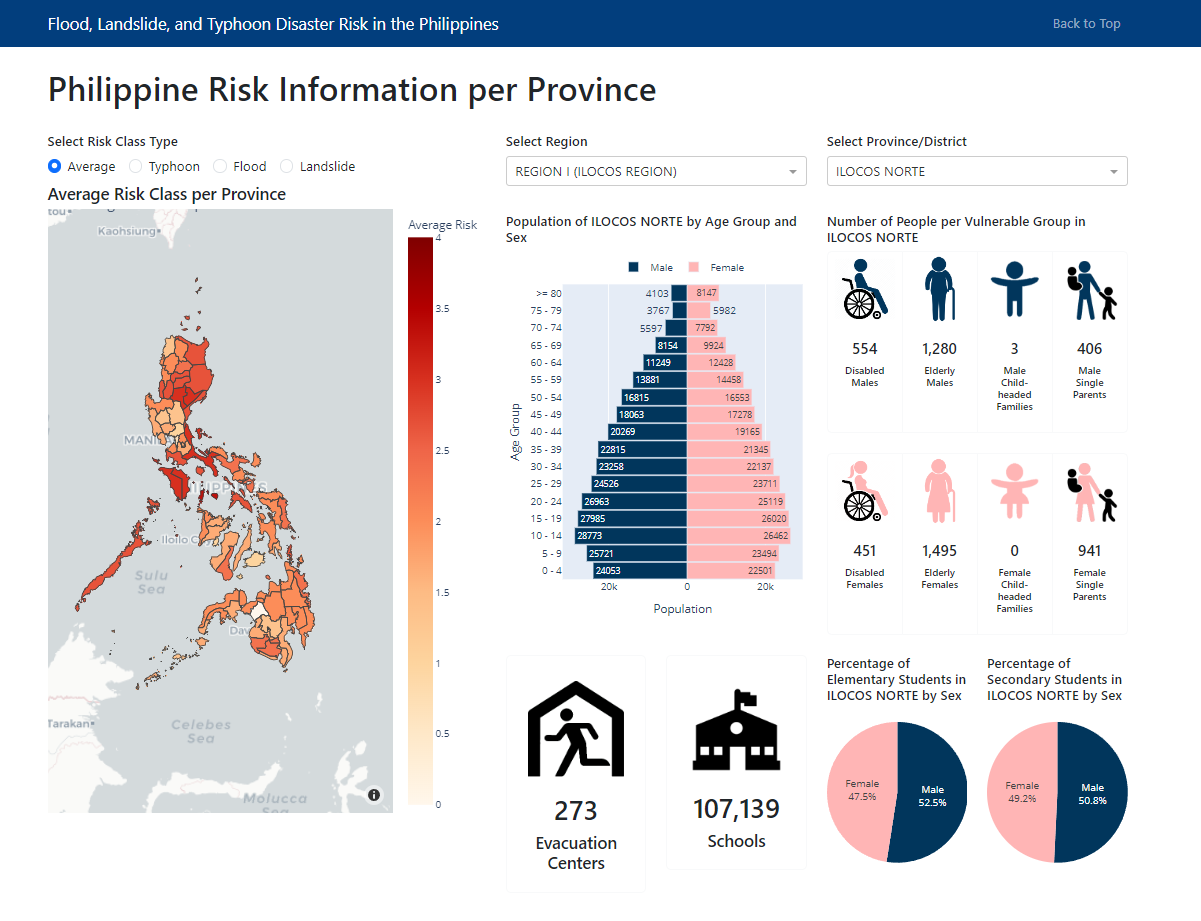 Flood, Landslide, and Typhoon Disaster Risk in the Philippines
Back to Top
Philippine Risk Information per Province
Select Risk Class Type
Average Typhoon Flood Landslide
Average Risk Class per Province
Kaohsiung
MANI
Iloilo C
Sulu
Sea
Dav
Tarakan
Celebes
Sea
Molucca
Average Risk
4
3.5
3
2.5
2
1.5
1
0.5
0
Select Region
REGION I (ILOCOS REGION)
Select Province/District
ILOCOS NORTE
Population of ILOCOS NORTE by Age Group and
Sex
Male Female
Age Group
>= 80 4103 8147
75 - 79 3767 5982
70 - 74 5597 7792
65 - 69 8154 9924
60 - 64 11249 12428
55 - 59 13881 14458
50 - 54 16815 16553
45 - 49 18063 17278
40 - 44 20269 19165
35 - 39 22815 21345
30 - 34 23258 22137
25 - 29 24526 23711
20 - 24 26963 25119
15 - 19 27985 26020
10 - 14 28773 26462
5 - 9 25721 23494
0 - 4 24053 22501
20k 0 20k
Population
Number of People per Vulnerable Group in
ILOCOS NORTE
554
Disabled
Males
1,280
Elderly
Males
3
Male
Child-
headed
Families
406
Male
Single
Parents
451
Disabled
Females
1,495
Elderly
Females
0
Female
Child-
headed
Families
941
Female
Single
Parents
273
Evacuation
Centers
107,139
Schools
Percentage of
Elementary Students in
ILOCOS NORTE by Sex
Female
47.5%
Male
52.5%
Percentage of
Secondary Students in
ILOCOS NORTE by Sex
Female
49.2%
Male
50.8%